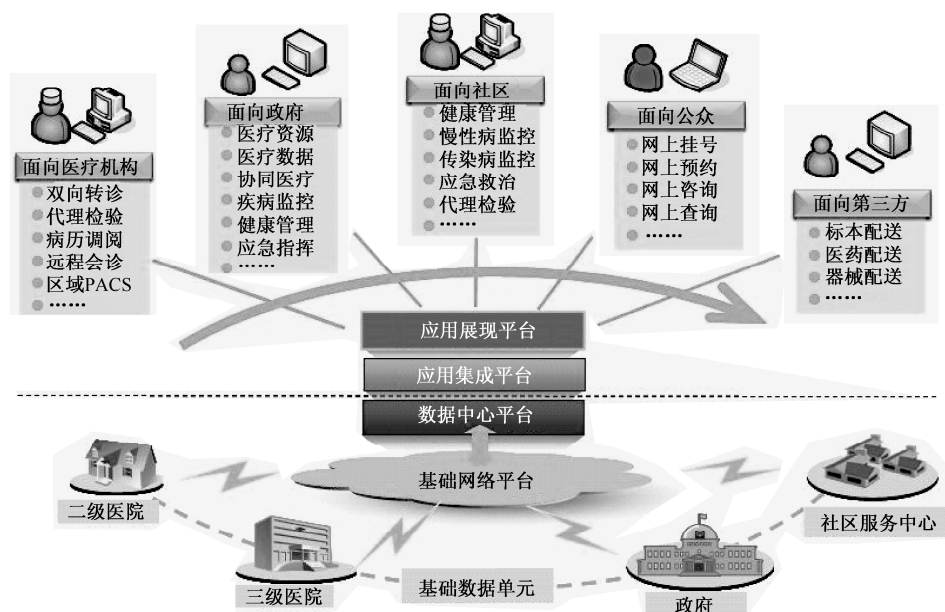 面向医疗机构
双向转诊
代理检验
病历调阅
远程会诊
区域PACS
……
面向政府
医疗资源
医疗数据
协同医疗
疾病监控
健康管理
应急指挥
……
面向社区
健康管理
慢性病监控
传染病监控
应急救治
代理检验
……
面向公众
网上挂号
网上预约
网上咨询
网上查询
……
面向第三方
标本配送
医药配送
器械配送
……
应用展现平台
应用集成平台
数据中心平台
基础网络平台
二级医院
三级医院
基础数据单元
政府
社区服务中心